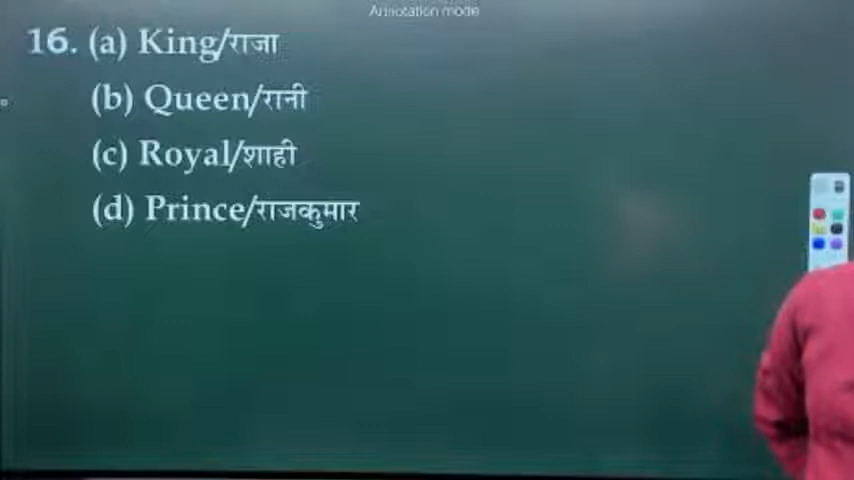 Annotation mode
16. (a) King/राजा
(b) Queen/रानी
(c) Royal/शाही
(d) Prince/राजकुमार